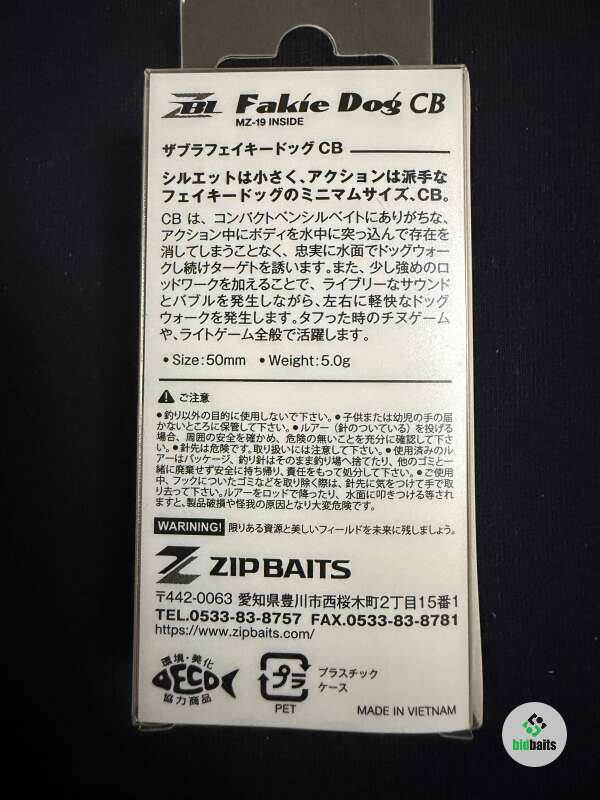 ZBL Fakie Dog CB
MZ-19 INSIDE
ザブラフェイキードッグ CB
シルエットは小さく、アクションは派手な
フェイキードッグのミニマムサイズ、CB。
CB は、コンパクトペンシルベイトにありがちな、
アクション中にボディを水中に突っ込んで存在を
消してしまうことなく、忠実に水面でドッグウォー
クし続けターゲットを誘います。また、少し強めのロ
ッドワークを加えることで、ライブリーなサウンド
とバブルを発生しながら、左右に軽快なドッグ
ウォークを発生します。タフった時のチヌゲーム
や、ライトゲーム全般で活躍します。
• Size:50mm • Weight:5.0g
ご注意
●釣り以外の目的に使用しないで下さい。●子供または幼児の手の届
かないところに保管して下さい。●ルアー（針のついている）を投げる
場合、周囲の安全を確かめ、危険の無いことを充分に確認して下さ
い。●針先は危険です。取り扱いには注意して下さい。●使用済みのル
アーはパッケージ、釣り針はそのまま釣り場へ捨てたり、他のゴミと一
緒に廃棄せず安全に持ち帰り、責任をもって処分して下さい。●ご使用
中、フックについたゴミなどを取り除く際は、針先に気をつけて手で取
り去って下さい。ルアーをロッドで降ったり、水面に叩きつける等され
ますと、製品破損や怪我の原因となり大変危険です。
WARNING! 限りある資源と美しいフィールドを未来に残しましょう。
ZIPBAITS
〒442-0063 愛知県豊川市西桜木町2丁目15番1
TEL.0533-83-8757 FAX.0533-83-8781
https://www.zipbaits.com/
環境・美化
ECO
協力商品
プラ
PET
プラスチック
ケース
MADE IN VIETNAM
bidbaits